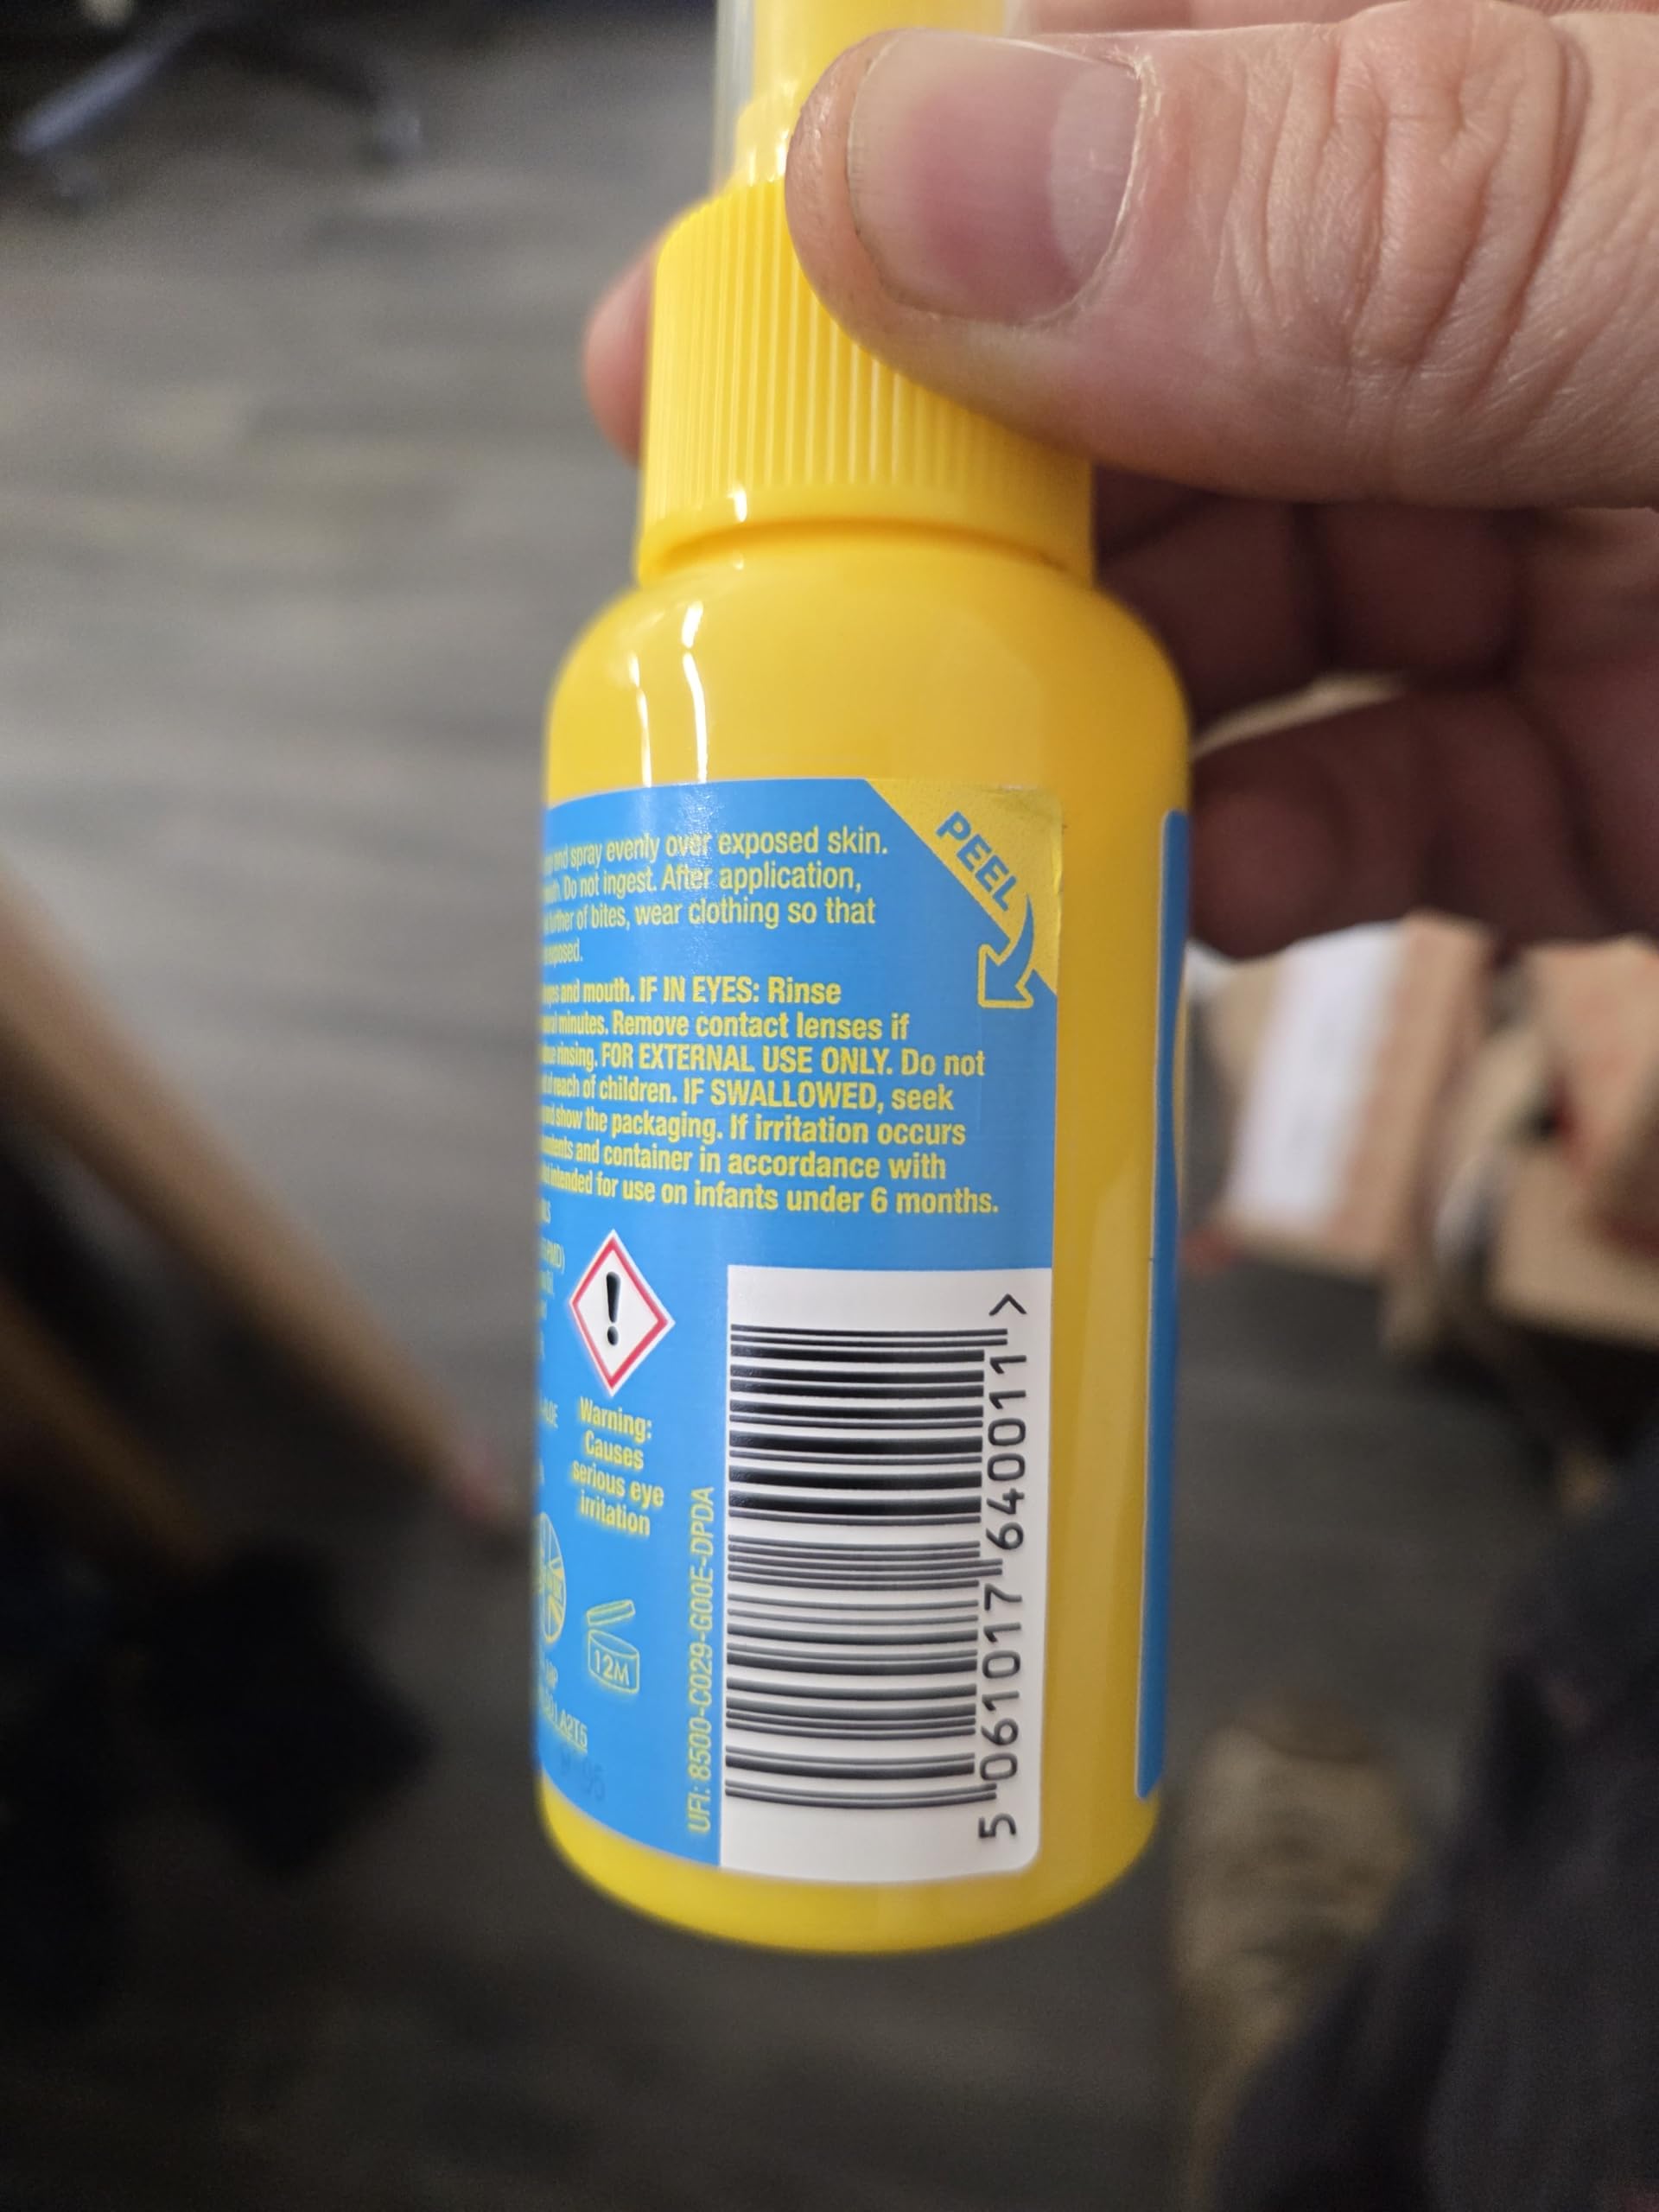 and spray evenly over exposed skin.
Do not ingest. After application,
further of bites, wear clothing so that
exposed.
and mouth. IF IN EYES: Rinse
minutes. Remove contact lenses if
rinsing. FOR EXTERNAL USE ONLY. Do not
reach of children. IF SWALLOWED, seek
and show the packaging. If irritation occurs
and container in accordance with
intended for use on infants under 6 months.
PEEL
Warning:
Causes
serious eye
irritation
12M
UFI: 8500-C029-G00E-DPDA
5 061017 640011 >